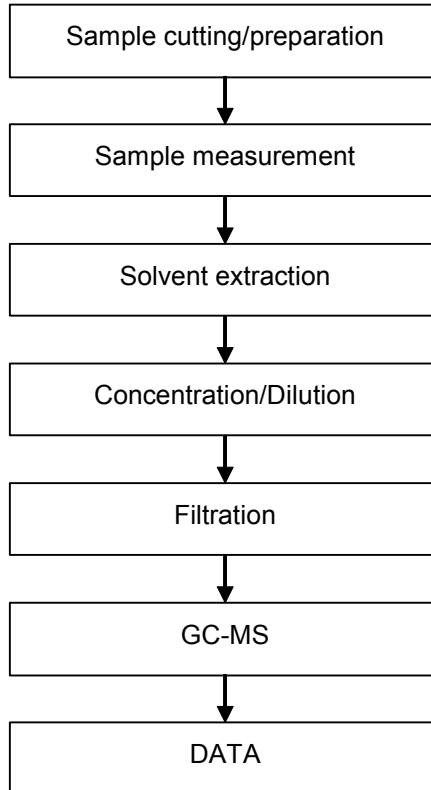 Sample cutting/preparation
Sample measurement
Solvent extraction
Concentration/Dilution
Filtration
GC-MS
DATA